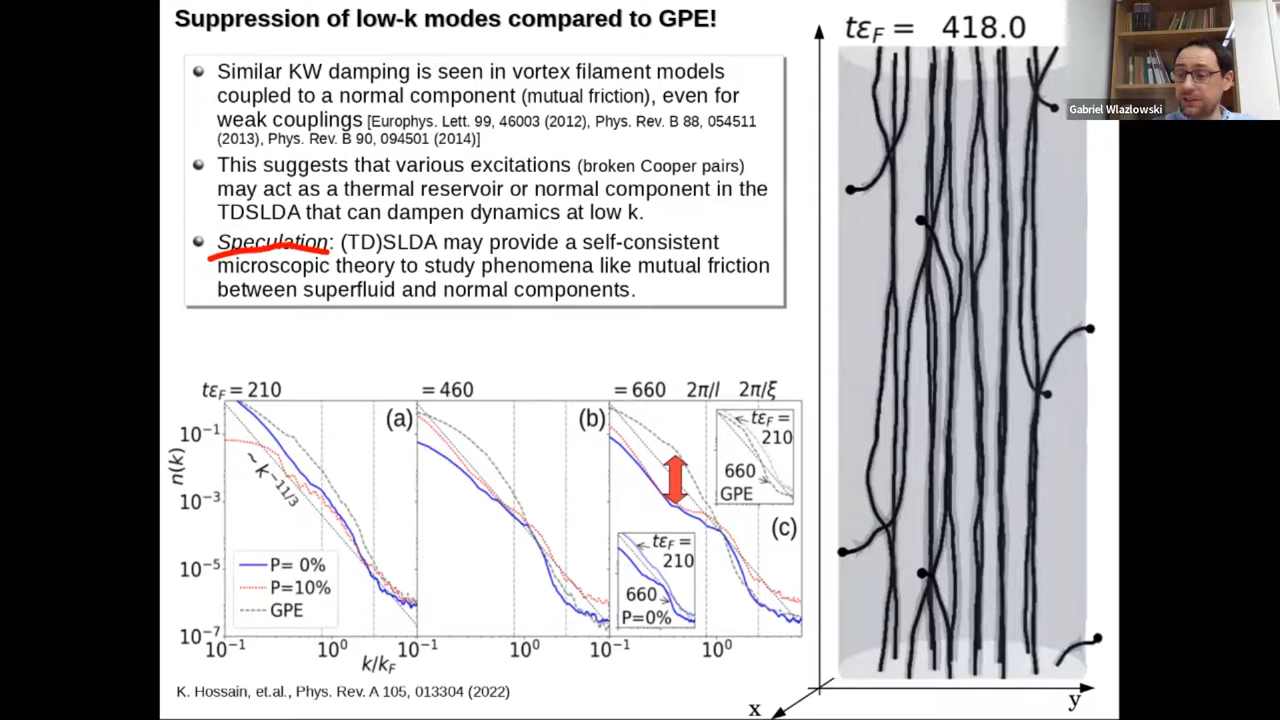 Suppression of low-k modes compared to GPE!
Similar KW damping is seen in vortex filament models
coupled to a normal component (mutual friction), even for
weak couplings [Europhys. Lett. 99, 46003 (2012), Phys. Rev. B 88, 054511
(2013), Phys. Rev. B 90, 094501 (2014)]
This suggests that various excitations (broken Cooper pairs)
may act as a thermal reservoir or normal component in the
TDSLDA that can dampen dynamics at low k.
Speculation: (TD)SLDA may provide a self-consistent
microscopic theory to study phenomena like mutual friction
between superfluid and normal components.
tε_F = 210
= 460
= 660
2π/l
2π/ξ
(a)
(b)
(c)
n(k)
10⁻¹
10⁻³
10⁻⁵
10⁻⁷
~ k^−11/3
P= 0%
P=10%
GPE
tε_F =
210
660
P=0%
tε_F =
210
660
GPE
10⁻¹
10⁰
10⁻¹
10⁰
10⁻¹
10⁰
k/k_F
K. Hossain, et.al., Phys. Rev. A 105, 013304 (2022)
tε_F = 418.0
x
y
Gabriel Wlazlowski